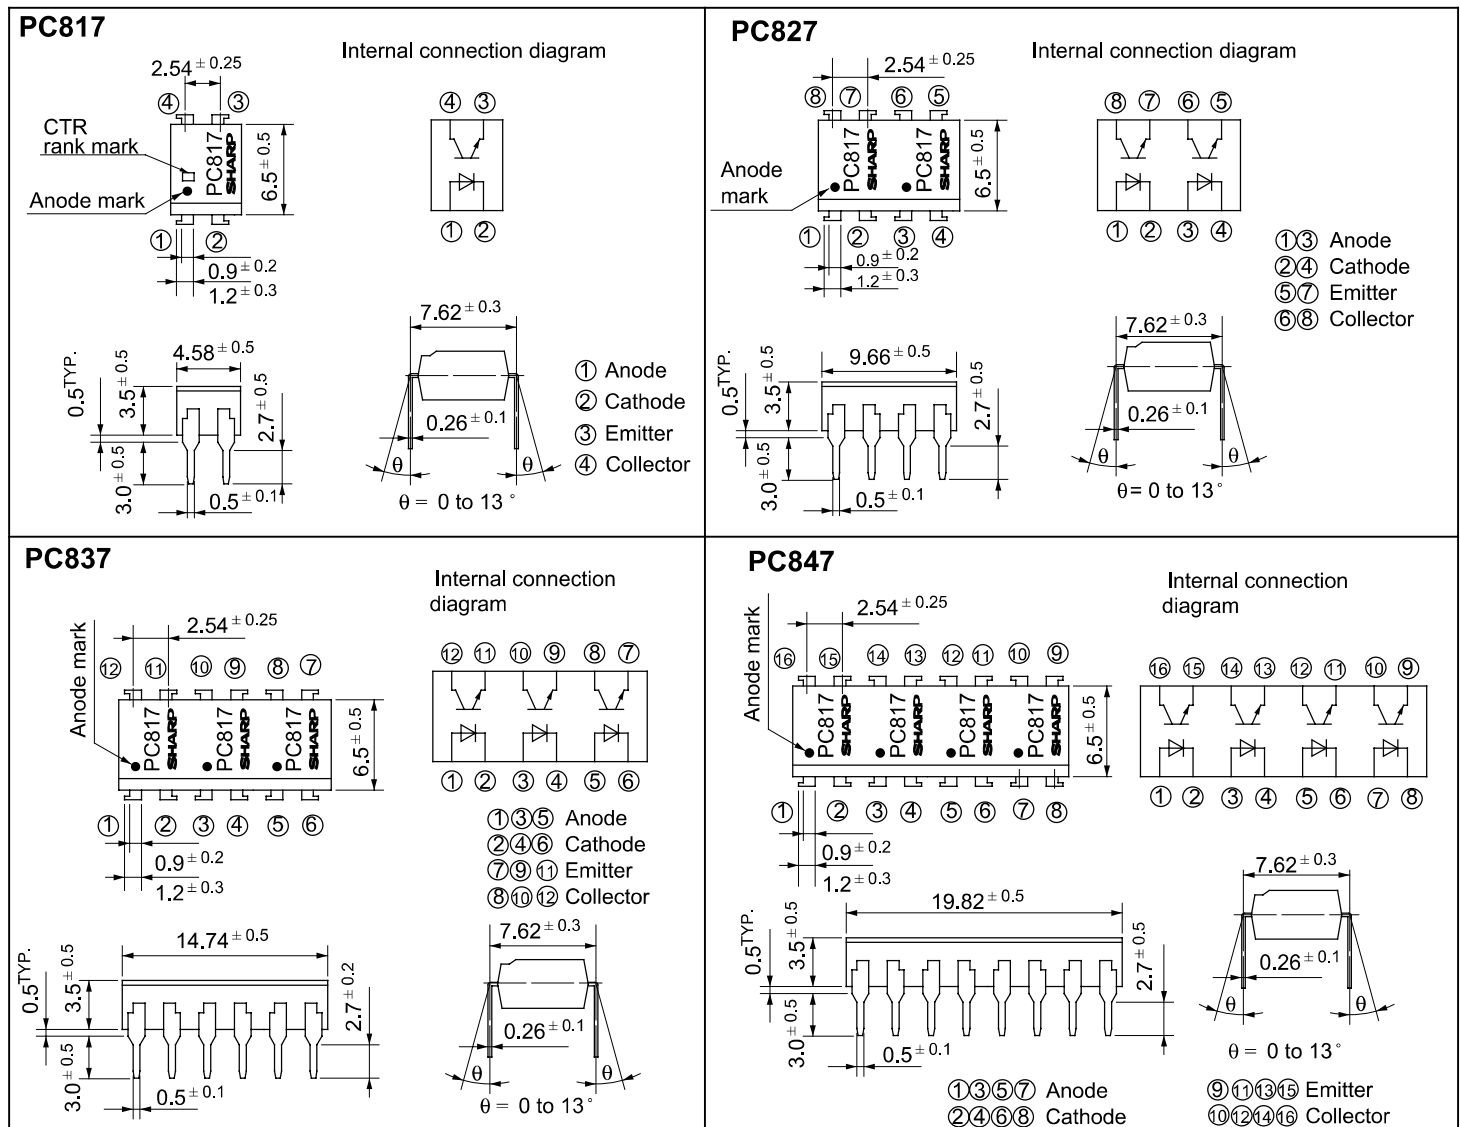 PC817
Internal connection diagram
2.54 ± 0.25
④ ③
④ ③
CTR
rank mark
Anode mark
PC817
SHARP
6.5 ± 0.5
① ②
① ②
0.9 ± 0.2
1.2 ± 0.3
4.58 ± 0.5
7.62 ± 0.3
0.5TYP.
3.5 ± 0.5
2.7 ± 0.5
3.0 ± 0.5
0.5 ± 0.1
0.26 ± 0.1
θ θ
θ = 0 to 13 °
① Anode
② Cathode
③ Emitter
④ Collector
PC827
Internal connection diagram
2.54 ± 0.25
⑧ ⑦ ⑥ ⑤
⑧ ⑦ ⑥ ⑤
Anode
mark
PC817
SHARP
PC817
SHARP
6.5 ± 0.5
① ② ③ ④
① ② ③ ④
0.9 ± 0.2
1.2 ± 0.3
①③ Anode
②④ Cathode
⑤⑦ Emitter
⑥⑧ Collector
9.66 ± 0.5
7.62 ± 0.3
0.5TYP.
3.5 ± 0.5
2.7 ± 0.5
3.0 ± 0.5
0.5 ± 0.1
0.26 ± 0.1
θ θ
θ = 0 to 13 °
PC837
Internal connection
diagram
Anode mark
2.54 ± 0.25
⑫ ⑪ ⑩ ⑨ ⑧ ⑦
⑫ ⑪ ⑩ ⑨ ⑧ ⑦
PC817
SHARP
PC817
SHARP
PC817
SHARP
6.5 ± 0.5
① ② ③ ④ ⑤ ⑥
① ② ③ ④ ⑤ ⑥
0.9 ± 0.2
1.2 ± 0.3
①③⑤ Anode
②④⑥ Cathode
⑦⑨⑪ Emitter
⑧⑩⑫ Collector
14.74 ± 0.5
7.62 ± 0.3
0.5TYP.
3.5 ± 0.5
2.7 ± 0.2
3.0 ± 0.5
0.5 ± 0.1
0.26 ± 0.1
θ θ
θ = 0 to 13 °
PC847
Internal connection
diagram
Anode mark
2.54 ± 0.25
⑯ ⑮ ⑭ ⑬ ⑫ ⑪ ⑩ ⑨
⑯ ⑮ ⑭ ⑬ ⑫ ⑪ ⑩ ⑨
PC817
SHARP
PC817
SHARP
PC817
SHARP
PC817
SHARP
6.5 ± 0.5
① ② ③ ④ ⑤ ⑥ ⑦ ⑧
① ② ③ ④ ⑤ ⑥ ⑦ ⑧
0.9 ± 0.2
1.2 ± 0.3
19.82 ± 0.5
7.62 ± 0.3
0.5TYP.
3.5 ± 0.5
2.7 ± 0.5
3.0 ± 0.5
0.5 ± 0.1
0.26 ± 0.1
θ θ
θ = 0 to 13 °
①③⑤⑦ Anode
②④⑥⑧ Cathode
⑨⑪⑬⑮ Emitter
⑩⑫⑭⑯ Collector